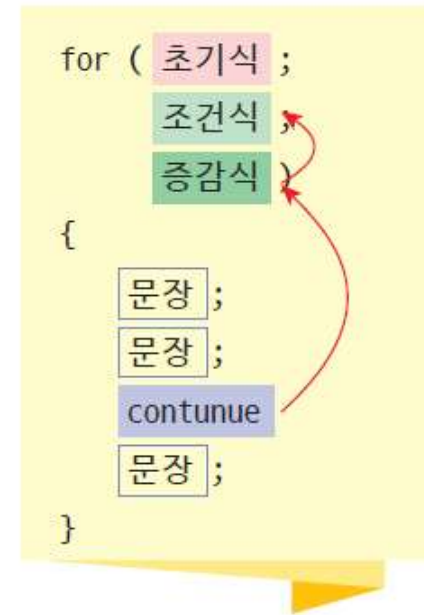 for ( 초기식 ;
조건식 ;
증감식 )
{
문장 ;
문장 ;
contunue
문장 ;
}